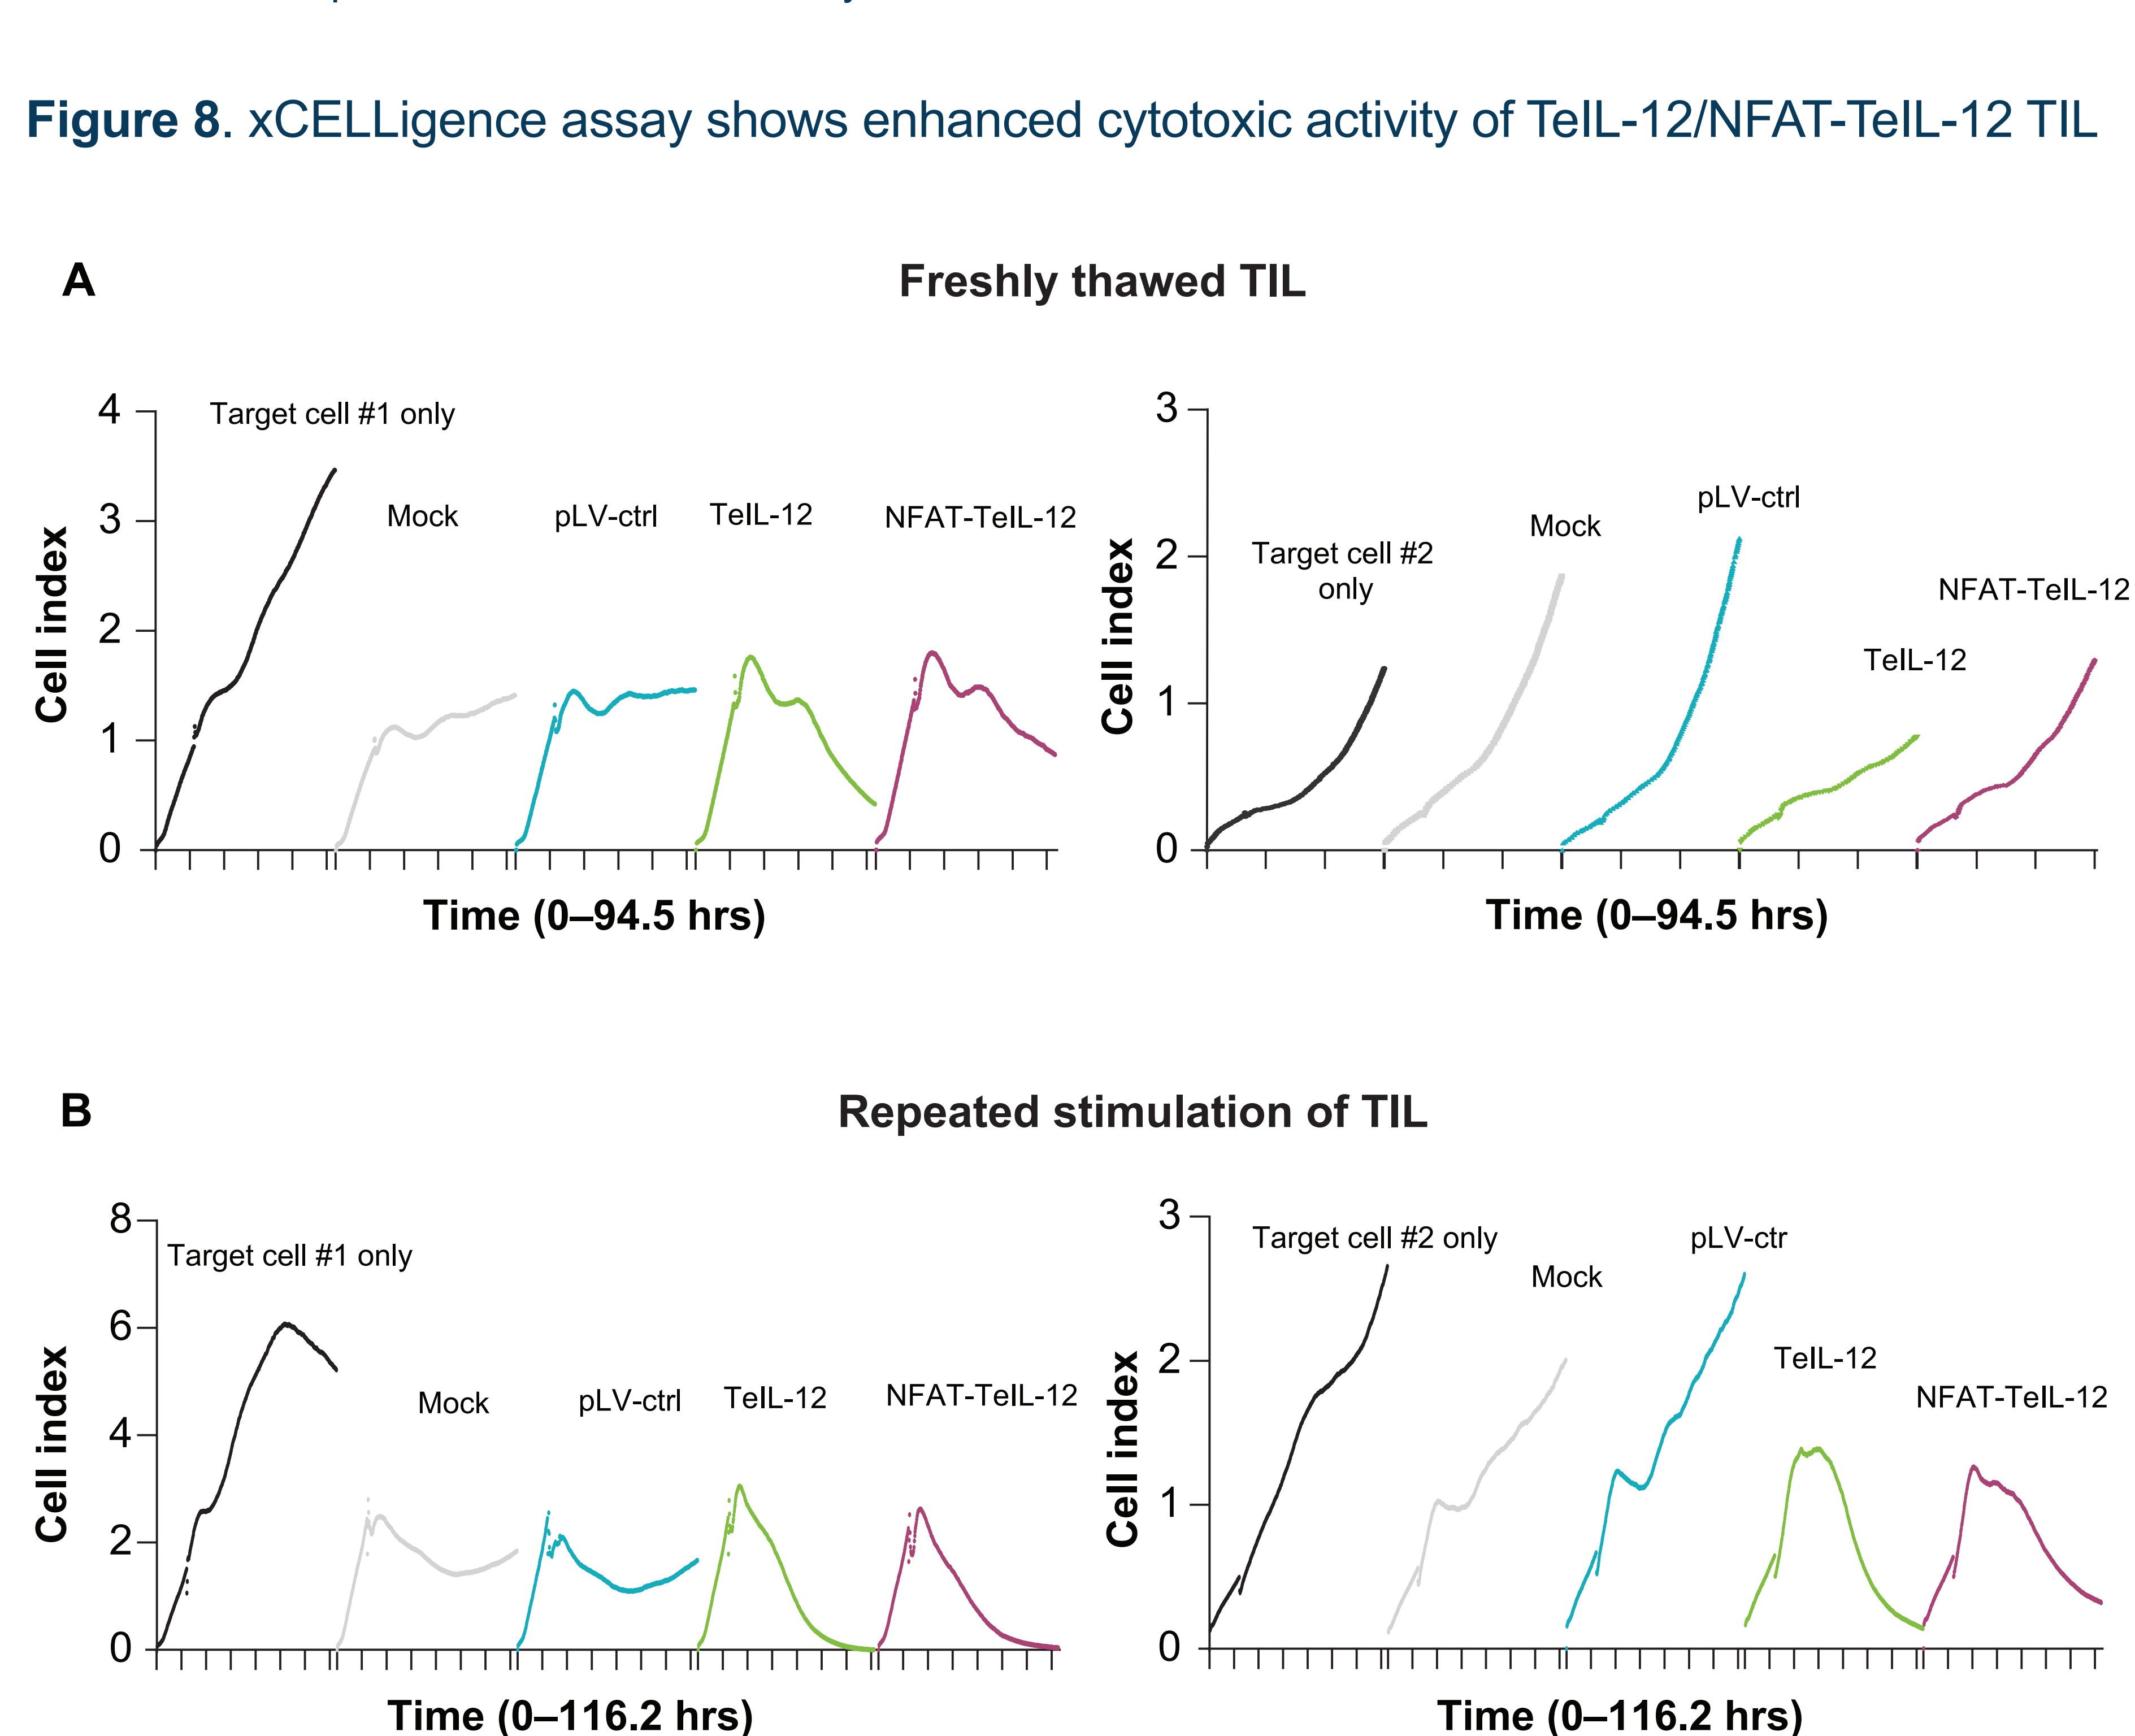 Figure 8. xCELLigence assay shows enhanced cytotoxic activity of TeIL-12/NFAT-TeIL-12 TIL
A
Freshly thawed TIL
Cell index
4
3
2
1
0
Target cell #1 only
Mock
pLV-ctrl
TeIL-12
NFAT-TeIL-12
Time (0–94.5 hrs)
Cell index
3
2
1
0
Target cell #2
only
Mock
pLV-ctrl
TeIL-12
NFAT-TeIL-12
Time (0–94.5 hrs)
B
Repeated stimulation of TIL
Cell index
8
6
4
2
0
Target cell #1 only
Mock
pLV-ctrl
TeIL-12
NFAT-TeIL-12
Time (0–116.2 hrs)
Cell index
3
2
1
0
Target cell #2 only
Mock
pLV-ctr
TeIL-12
NFAT-TeIL-12
Time (0–116.2 hrs)